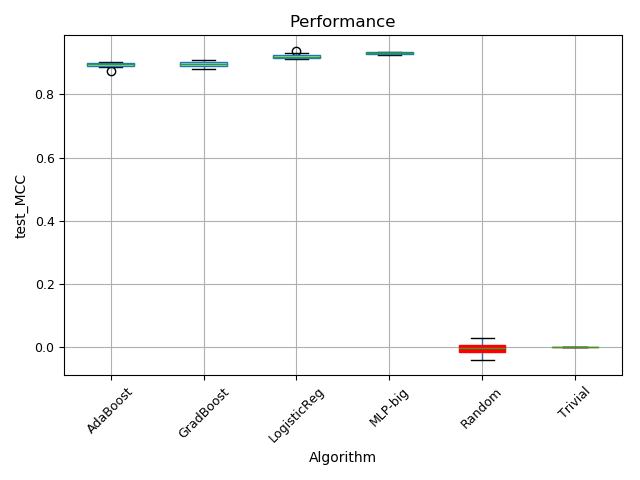 Performance
test_MCC
0.8
0.6
0.4
0.2
0.0
AdaBoost
GradBoost
LogisticReg
MLP-big
Random
Trivial
Algorithm